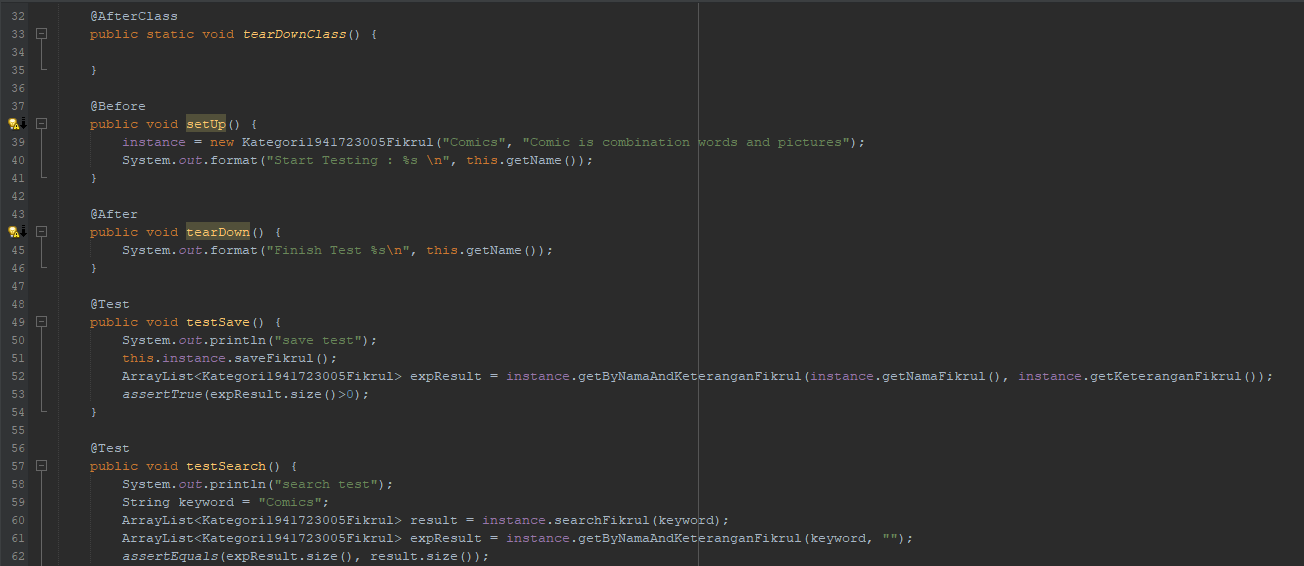 32 @AfterClass
33 public static void tearDownClass() {
34
35 }
36
37 @Before
public void setUp() {
39 instance = new Kategori1941723005Fikrul("Comics", "Comic is combination words and pictures");
40 System.out.format("Start Testing : %s \n", this.getName());
41 }
42
43 @After
public void tearDown() {
45 System.out.format("Finish Test %s\n", this.getName());
46 }
47
48 @Test
49 public void testSave() {
50 System.out.println("save test");
51 this.instance.saveFikrul();
52 ArrayList<Kategori1941723005Fikrul> expResult = instance.getByNamaAndKeteranganFikrul(instance.getNamaFikrul(), instance.getKeteranganFikrul());
53 assertTrue(expResult.size()>0);
54 }
55
56 @Test
57 public void testSearch() {
58 System.out.println("search test");
59 String keyword = "Comics";
60 ArrayList<Kategori1941723005Fikrul> result = instance.searchFikrul(keyword);
61 ArrayList<Kategori1941723005Fikrul> expResult = instance.getByNamaAndKeteranganFikrul(keyword, "");
62 assertEquals(expResult.size(), result.size());